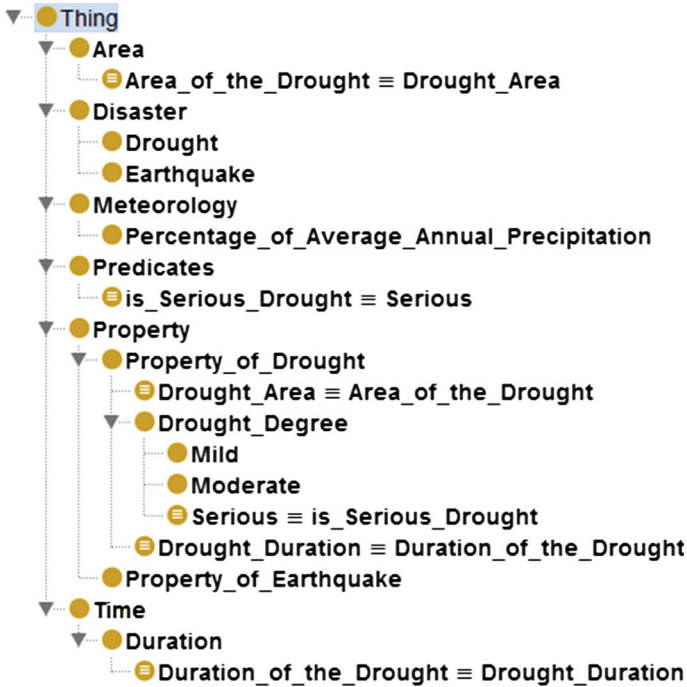 Thing
Area
Area_of_the_Drought ≡ Drought_Area
Disaster
Drought
Earthquake
Meteorology
Percentage_of_Average_Annual_Precipitation
Predicates
is_Serious_Drought ≡ Serious
Property
Property_of_Drought
Drought_Area ≡ Area_of_the_Drought
Drought_Degree
Mild
Moderate
Serious ≡ is_Serious_Drought
Drought_Duration ≡ Duration_of_the_Drought
Property_of_Earthquake
Time
Duration
Duration_of_the_Drought ≡ Drought_Duration